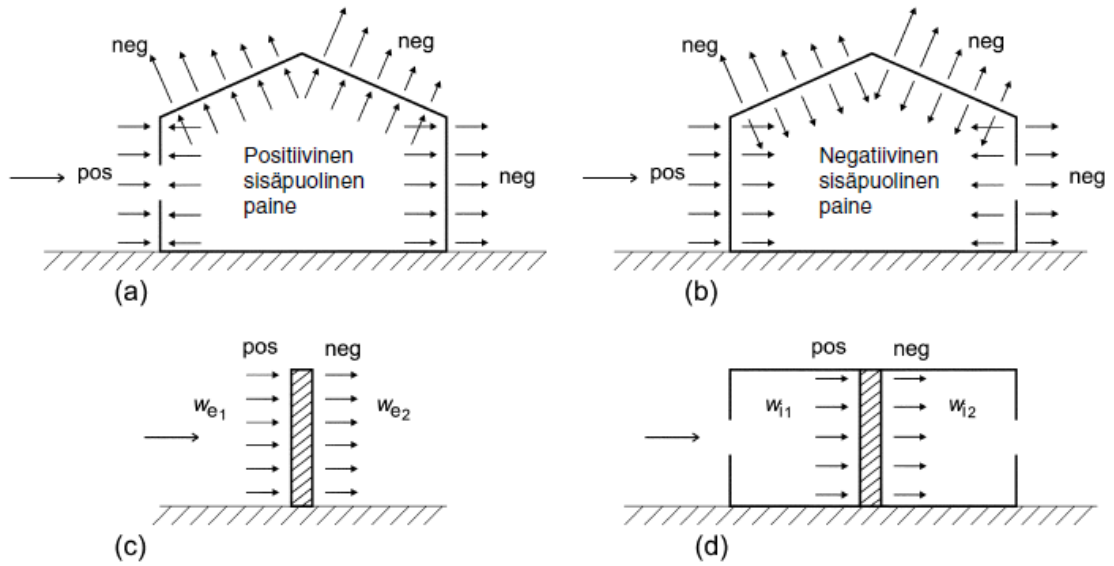 neg
neg
pos
Positiivinen
sisäpuolinen
paine
neg
(a)
neg
neg
pos
Negatiivinen
sisäpuolinen
paine
neg
(b)
pos neg
we1 we2
(c)
pos neg
wi1 wi2
(d)